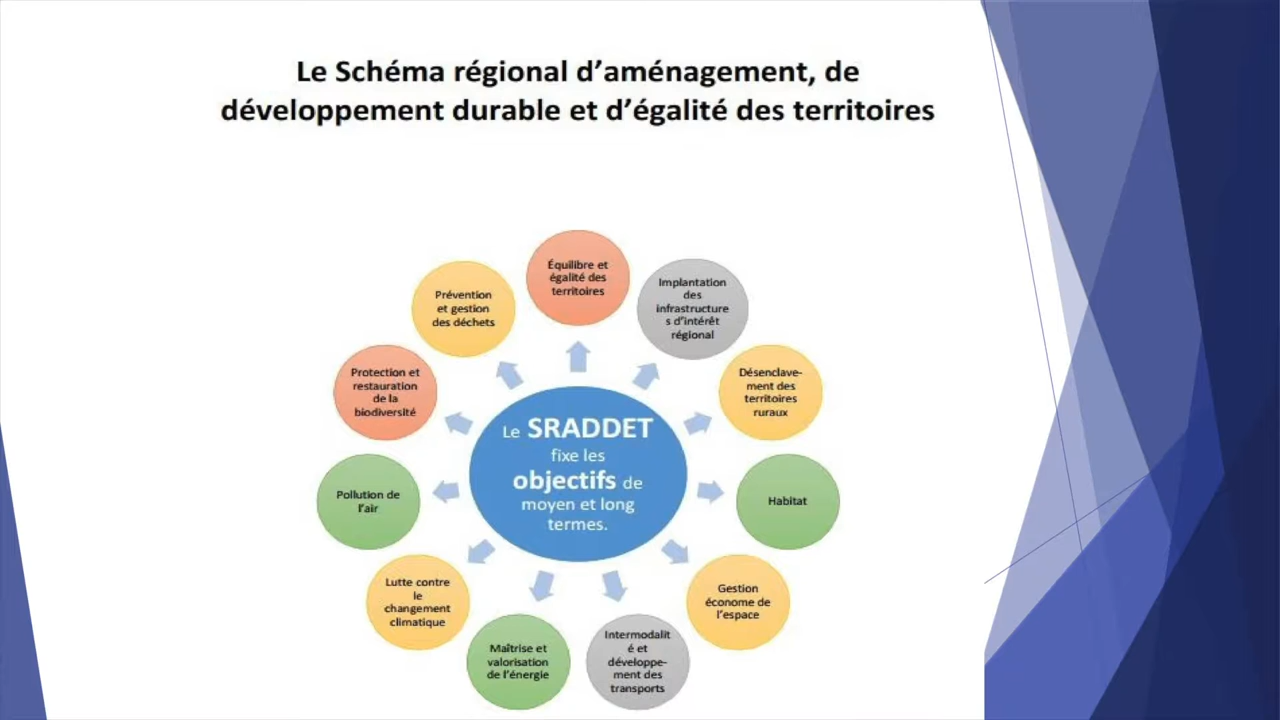 Le Schéma régional d’aménagement, de
développement durable et d’égalité des territoires
Équilibre et
égalité des
territoires
Implantation
des
infrastructure
s d’intérêt
régional
Désenclave-
ment des
territoires
ruraux
Habitat
Gestion
économe de
l’espace
Intermodalit
é et
développe-
ment des
transports
Maîtrise et
valorisation
de l’énergie
Lutte contre
le
changement
climatique
Pollution de
l’air
Protection et
restauration
de la
biodiversité
Prévention
et gestion
des déchets
Le SRADDET
fixe les
objectifs de
moyen et long
termes.